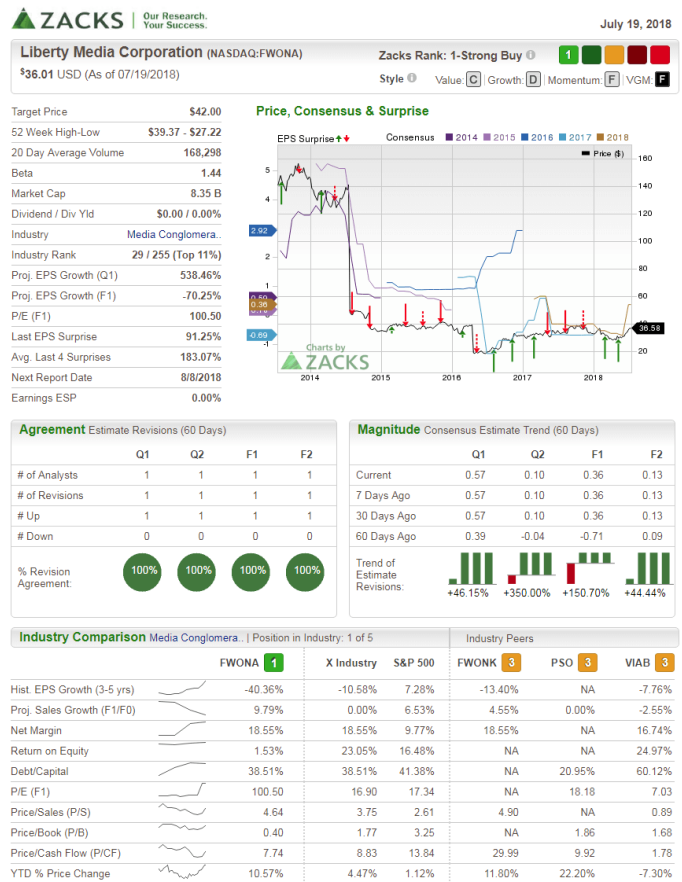 ZACKS Our Research. Your Success.
July 19, 2018
Liberty Media Corporation (NASDAQ:FWONA)
$36.01 USD (As of 07/19/2018)
Zacks Rank: 1-Strong Buy 1
Style Value: C Growth: D Momentum: F VGM: F
Target Price $42.00
52 Week High-Low $39.37 - $27.22
20 Day Average Volume 168,298
Beta 1.44
Market Cap 8.35 B
Dividend / Div Yld $0.00 / 0.00%
Industry Media Conglomera..
Industry Rank 29 / 255 (Top 11%)
Proj. EPS Growth (Q1) 538.46%
Proj. EPS Growth (F1) -70.25%
P/E (F1) 100.50
Last EPS Surprise 91.25%
Avg. Last 4 Surprises 183.07%
Next Report Date 8/8/2018
Earnings ESP 0.00%
Price, Consensus & Surprise
EPS Surprise Consensus 2014 2015 2016 2017 2018
Price ($)
160
5
140
4
120
2.92
100
2
80
1
60
0.36
36.58
-0.69
-1
20
Charts by
ZACKS
2014 2015 2016 2017 2018
Agreement Estimate Revisions (60 Days)
Q1 Q2 F1 F2
# of Analysts 1 1 1 1
# of Revisions 1 1 1 1
# Up 1 1 1 1
# Down 0 0 0 0
% Revision
Agreement:
100% 100% 100% 100%
Magnitude Consensus Estimate Trend (60 Days)
Q1 Q2 F1 F2
Current 0.57 0.10 0.36 0.13
7 Days Ago 0.57 0.10 0.36 0.13
30 Days Ago 0.57 0.10 0.36 0.13
60 Days Ago 0.39 -0.04 -0.71 0.09
Trend of
Estimate
Revisions:
+46.15% +350.00% +150.70% +44.44%
Industry Comparison Media Conglomera.. | Position in Industry: 1 of 5
Industry Peers
FWONA 1 X Industry S&P 500 FWONK 3 PSO 3 VIAB 3
Hist. EPS Growth (3-5 yrs) -40.36% -10.58% 7.28% -13.40% NA -7.76%
Proj. Sales Growth (F1/F0) 9.79% 0.00% 6.53% 4.55% 0.00% -2.55%
Net Margin 18.55% 18.55% 9.77% 18.55% NA 16.74%
Return on Equity 1.53% 23.05% 16.48% NA NA 24.97%
Debt/Capital 38.51% 38.51% 41.38% NA 20.95% 60.12%
P/E (F1) 100.50 16.90 17.34 NA 18.18 7.03
Price/Sales (P/S) 4.64 3.75 2.61 4.90 NA 0.89
Price/Book (P/B) 0.40 1.77 3.25 NA 1.86 1.68
Price/Cash Flow (P/CF) 7.74 8.83 13.84 29.99 9.92 1.78
YTD % Price Change 10.57% 4.47% 1.12% 11.80% 22.20% -7.30%